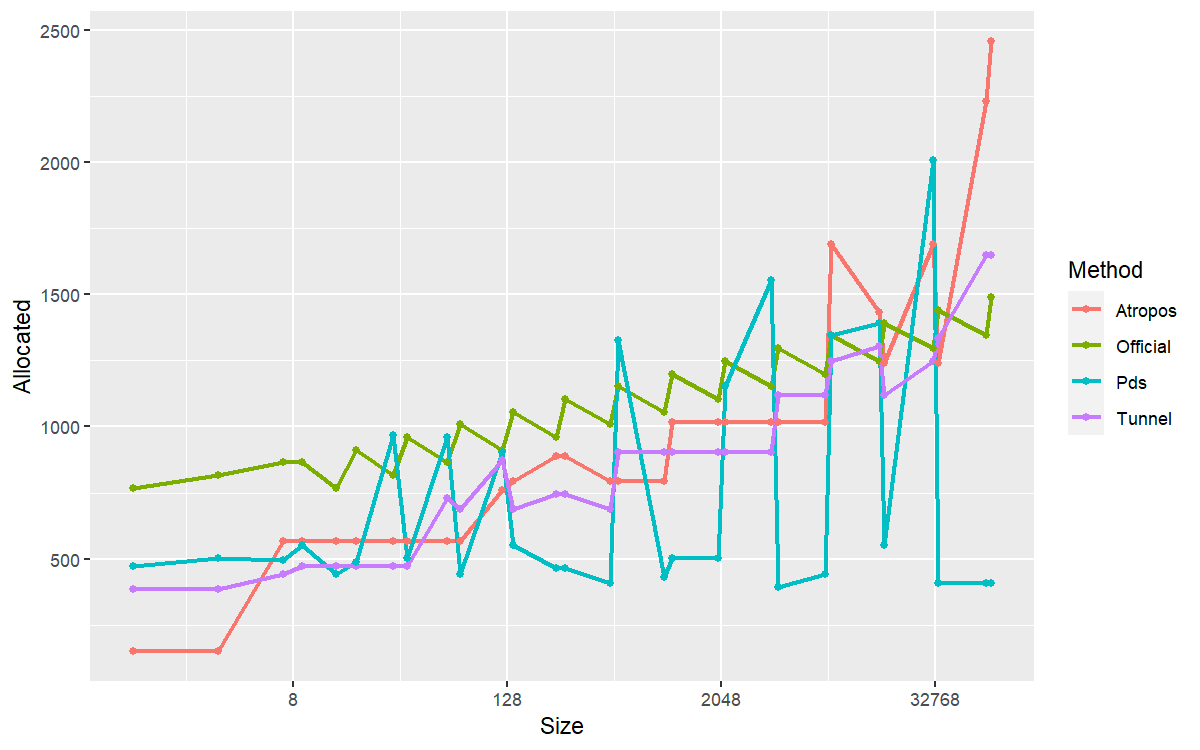 2500
2000
1500
1000
500
Allocated
8
128
2048
32768
Size
Method
Atropos
Official
Pds
Tunnel